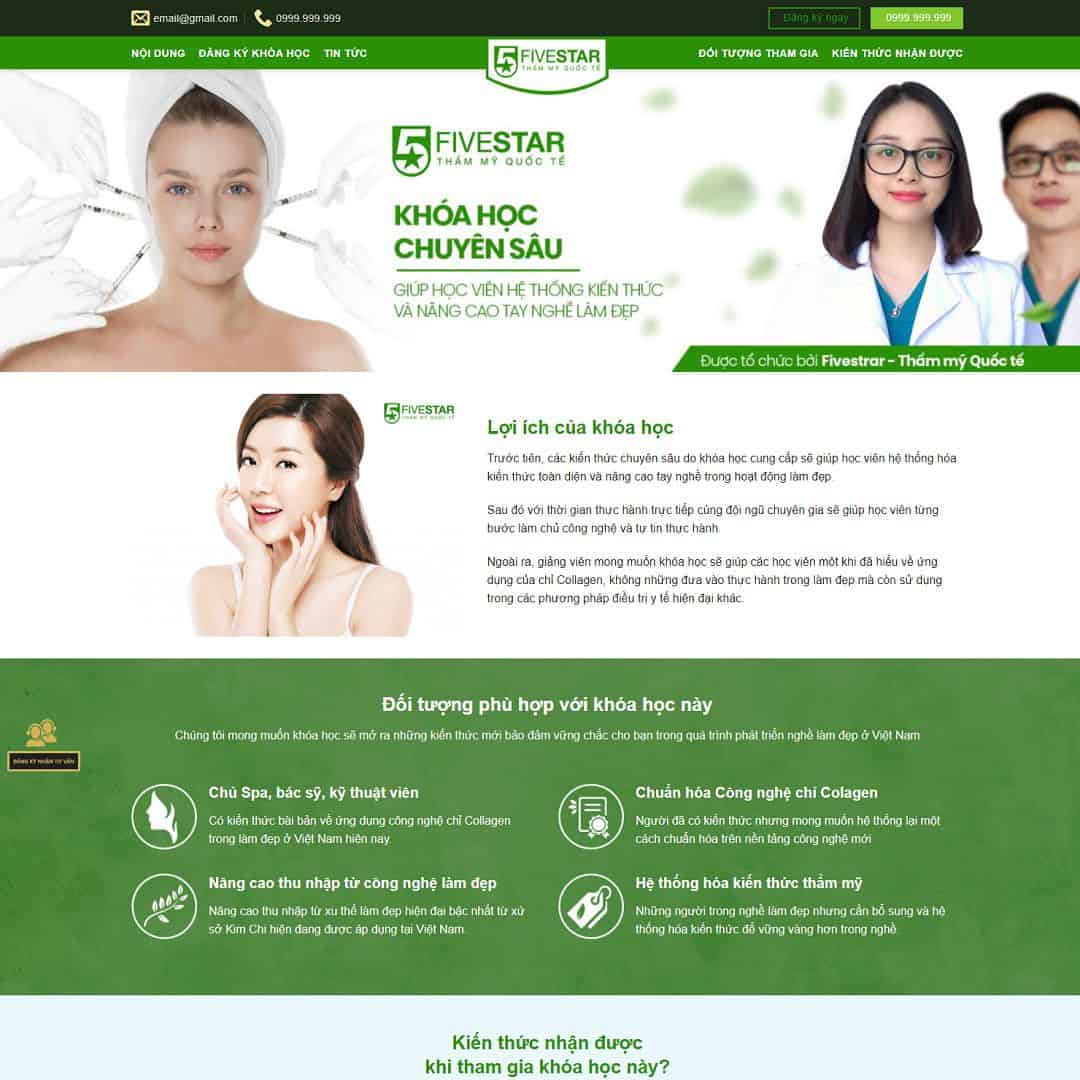 email@gmail.com
0999.999.999
Đăng ký ngay
0999.999.999
NỘI DUNG
ĐĂNG KÝ KHÓA HỌC
TIN TỨC
5 FIVESTAR
THẨM MỸ QUỐC TẾ
ĐỐI TƯỢNG THAM GIA
KIẾN THỨC NHẬN ĐƯỢC
5 FIVESTAR
THẨM MỸ QUỐC TẾ
KHÓA HỌC
CHUYÊN SÂU
GIÚP HỌC VIÊN HỆ THỐNG KIẾN THỨC
VÀ NÂNG CAO TAY NGHỀ LÀM ĐẸP
Được tổ chức bởi Fivestrar - Thẩm mỹ Quốc tế
5 FIVESTAR
THẨM MỸ QUỐC TẾ
Lợi ích của khóa học
Trước tiên, các kiến thức chuyên sâu do khóa học cung cấp sẽ giúp học viên hệ thống hóa
kiến thức toàn diện và nâng cao tay nghề trong hoạt động làm đẹp.
Sau đó với thời gian thực hành trực tiếp cùng đội ngũ chuyên gia sẽ giúp học viên từng
bước làm chủ công nghệ và tự tin thực hành.
Ngoài ra, giảng viên mong muốn khóa học sẽ giúp các học viên một khi đã hiểu về ứng
dụng của chỉ Collagen, không những đưa vào thực hành trong làm đẹp mà còn sử dụng
trong các phương pháp điều trị y tế hiện đại khác.
Đối tượng phù hợp với khóa học này
Chúng tôi mong muốn khóa học sẽ mở ra những kiến thức mới bảo đảm vững chắc cho bạn trong quá trình phát triển nghề làm đẹp ở Việt Nam
ĐĂNG KÝ NHẬN TƯ VẤN
Chủ Spa, bác sỹ, kỹ thuật viên
Có kiến thức bài bản về ứng dụng công nghệ chỉ Collagen
trong làm đẹp ở Việt Nam hiện nay.
Chuẩn hóa Công nghệ chỉ Colagen
Người đã có kiến thức nhưng mong muốn hệ thống lại một
cách chuẩn hóa trên nền tảng công nghệ mới
Nâng cao thu nhập từ công nghệ làm đẹp
Nâng cao thu nhập từ xu thế làm đẹp hiện đại bậc nhất từ xứ
sở Kim Chi hiện đang được áp dụng tại Việt Nam.
Hệ thống hóa kiến thức thẩm mỹ
Những người trong nghề làm đẹp nhưng cần bổ sung và hệ
thống hóa kiến thức để vững vàng hơn trong nghề.
Kiến thức nhận được
khi tham gia khóa học này?